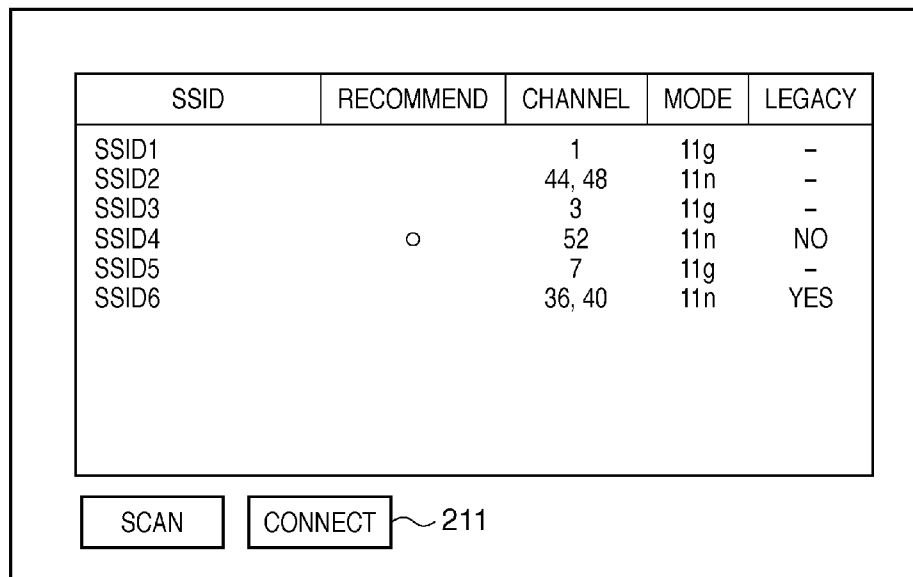 SSID RECOMMEND CHANNEL MODE LEGACY
SSID1 1 11g –
SSID2 44, 48 11n –
SSID3 3 11g –
SSID4 ○ 52 11n NO
SSID5 7 11g –
SSID6 36, 40 11n YES
SCAN CONNECT 211